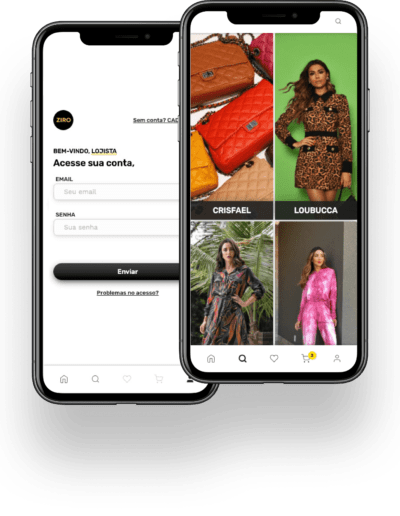 ZIRO
Sem conta? CAD
BEM-VINDO, LOJISTA
Acesse sua conta,
EMAIL
Seu email
SENHA
Sua senha
Enviar
Problemas no acesso?
CRISFAEL
LOUBUCCA